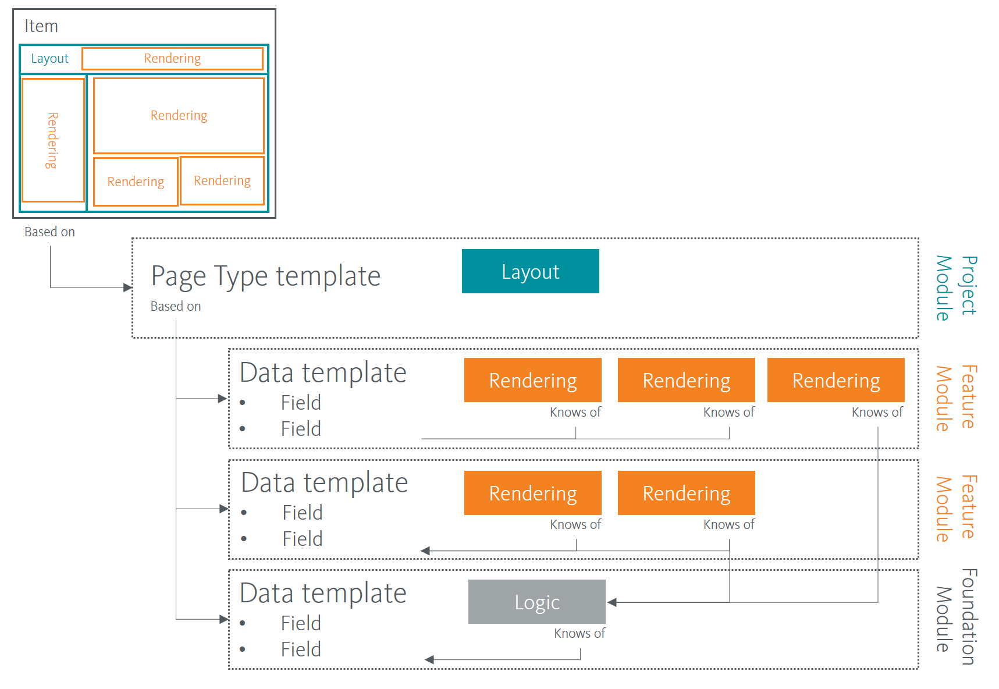 Item
Layout
Rendering
Rendering
Rendering
Rendering
Rendering
Based on
Page Type template
Based on
Layout
Project
Module
Data template
• Field
• Field
Rendering
Knows of
Rendering
Knows of
Rendering
Knows of
Feature
Module
Data template
• Field
• Field
Rendering
Knows of
Rendering
Knows of
Feature
Module
Data template
• Field
• Field
Logic
Knows of
Foundation
Module